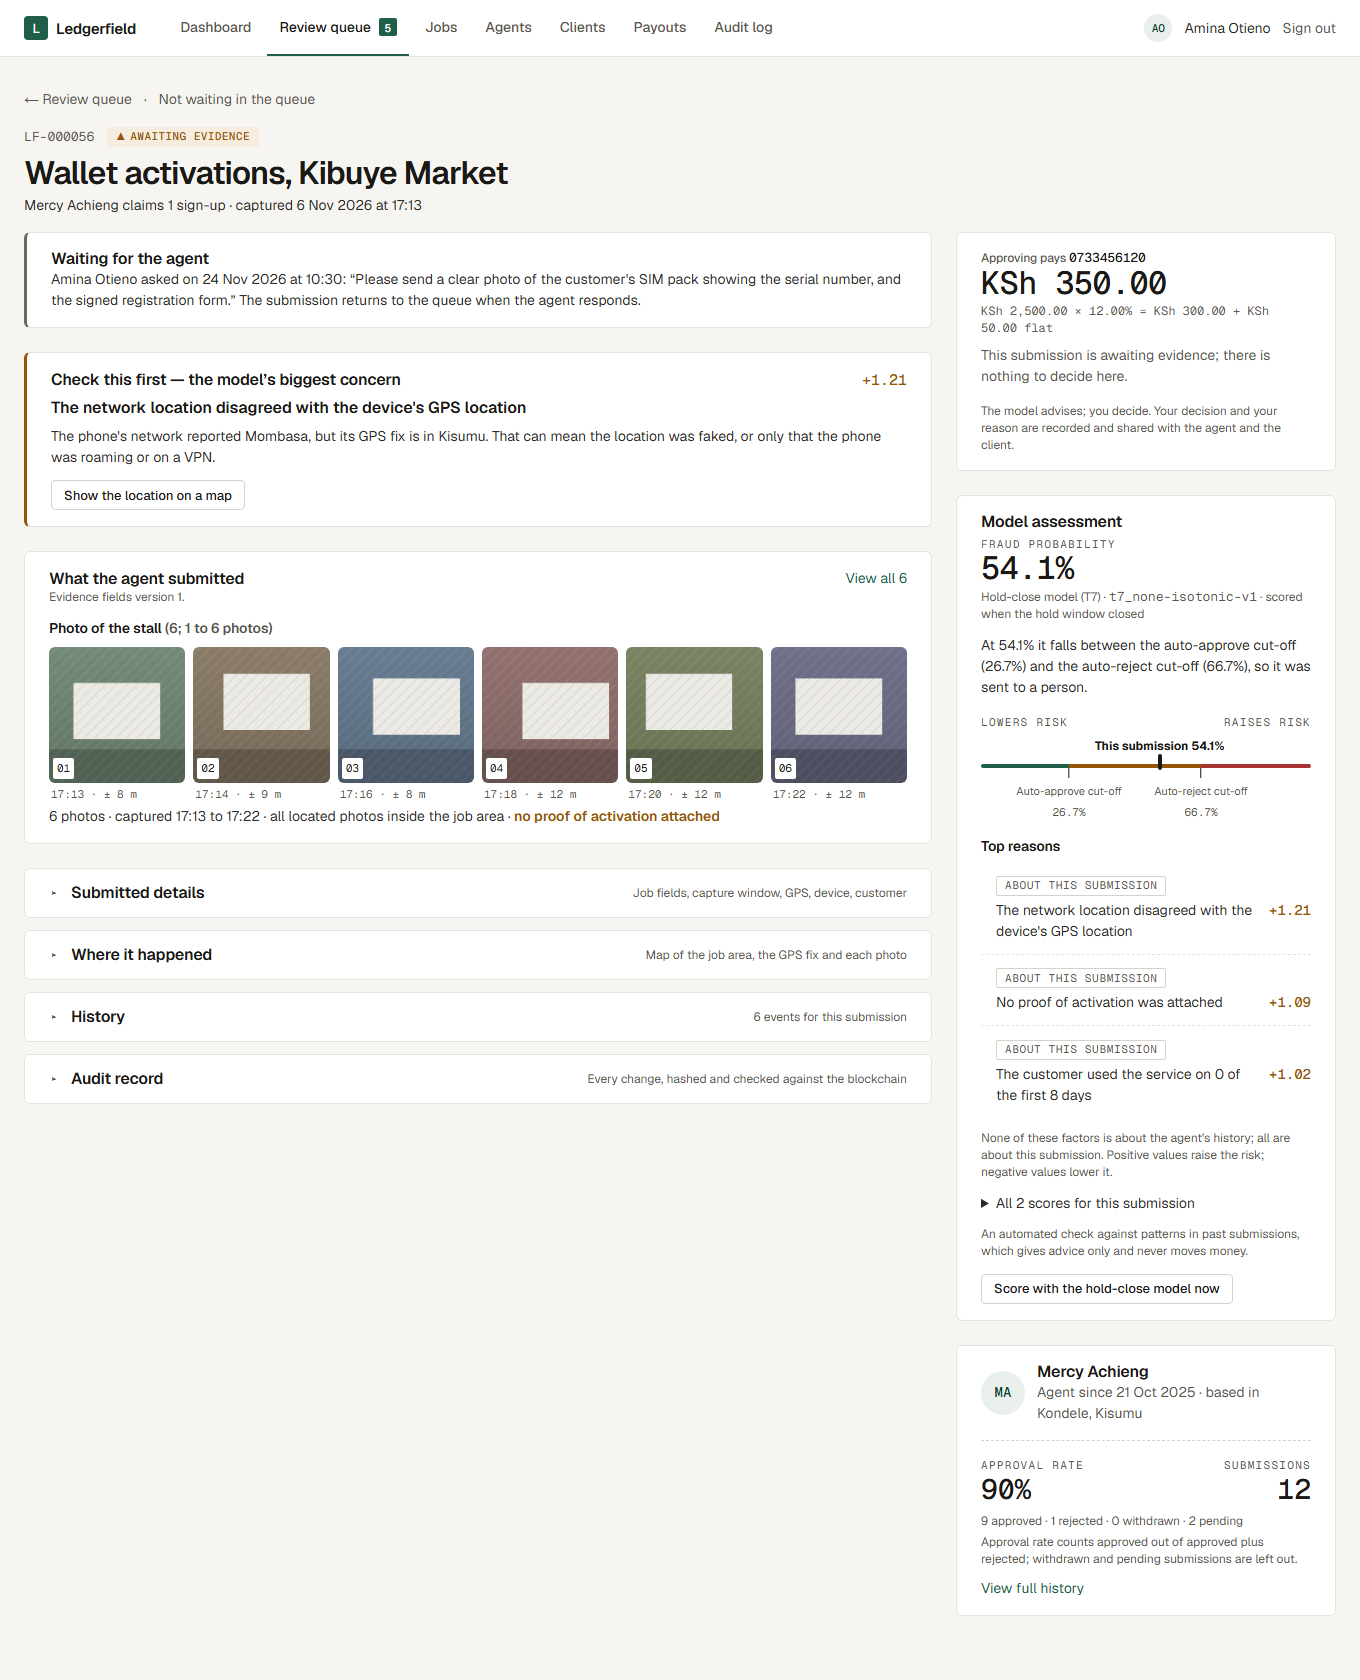 L Ledgerfield Dashboard Review queue 5 Jobs Agents Clients Payouts Audit log AO Amina Otieno Sign out
← Review queue · Not waiting in the queue
LF-000056 ▲ AWAITING EVIDENCE
Wallet activations, Kibuye Market
Mercy Achieng claims 1 sign-up · captured 6 Nov 2026 at 17:13
Waiting for the agent
Amina Otieno asked on 24 Nov 2026 at 10:30: “Please send a clear photo of the customer's SIM pack showing the serial number, and
the signed registration form.” The submission returns to the queue when the agent responds.
Check this first — the model’s biggest concern +1.21
The network location disagreed with the device's GPS location
The phone's network reported Mombasa, but its GPS fix is in Kisumu. That can mean the location was faked, or only that the phone
was roaming or on a VPN.
Show the location on a map
What the agent submitted View all 6
Evidence fields version 1.
Photo of the stall (6; 1 to 6 photos)
01 02 03 04 05 06
17:13 · ± 8 m 17:14 · ± 9 m 17:16 · ± 8 m 17:18 · ± 12 m 17:20 · ± 12 m 17:22 · ± 12 m
6 photos · captured 17:13 to 17:22 · all located photos inside the job area · no proof of activation attached
Submitted details Job fields, capture window, GPS, device, customer
Where it happened Map of the job area, the GPS fix and each photo
History 6 events for this submission
Audit record Every change, hashed and checked against the blockchain
Approving pays 0733456120
KSh 350.00
KSh 2,500.00 × 12.00% = KSh 300.00 + KSh
50.00 flat
This submission is awaiting evidence; there is
nothing to decide here.
The model advises; you decide. Your decision and your
reason are recorded and shared with the agent and the
client.
Model assessment
FRAUD PROBABILITY
54.1%
Hold-close model (T7) · t7_none-isotonic-v1 · scored
when the hold window closed
At 54.1% it falls between the auto-approve cut-off
(26.7%) and the auto-reject cut-off (66.7%), so it was
sent to a person.
LOWERS RISK RAISES RISK
This submission 54.1%
Auto-approve cut-off Auto-reject cut-off
26.7% 66.7%
Top reasons
ABOUT THIS SUBMISSION
The network location disagreed with the +1.21
device's GPS location
ABOUT THIS SUBMISSION
No proof of activation was attached +1.09
ABOUT THIS SUBMISSION
The customer used the service on 0 of +1.02
the first 8 days
None of these factors is about the agent's history; all are
about this submission. Positive values raise the risk;
negative values lower it.
▶ All 2 scores for this submission
An automated check against patterns in past submissions,
which gives advice only and never moves money.
Score with the hold-close model now
MA Mercy Achieng
Agent since 21 Oct 2025 · based in
Kondele, Kisumu
APPROVAL RATE SUBMISSIONS
90% 12
9 approved · 1 rejected · 0 withdrawn · 2 pending
Approval rate counts approved out of approved plus
rejected; withdrawn and pending submissions are left out.
View full history